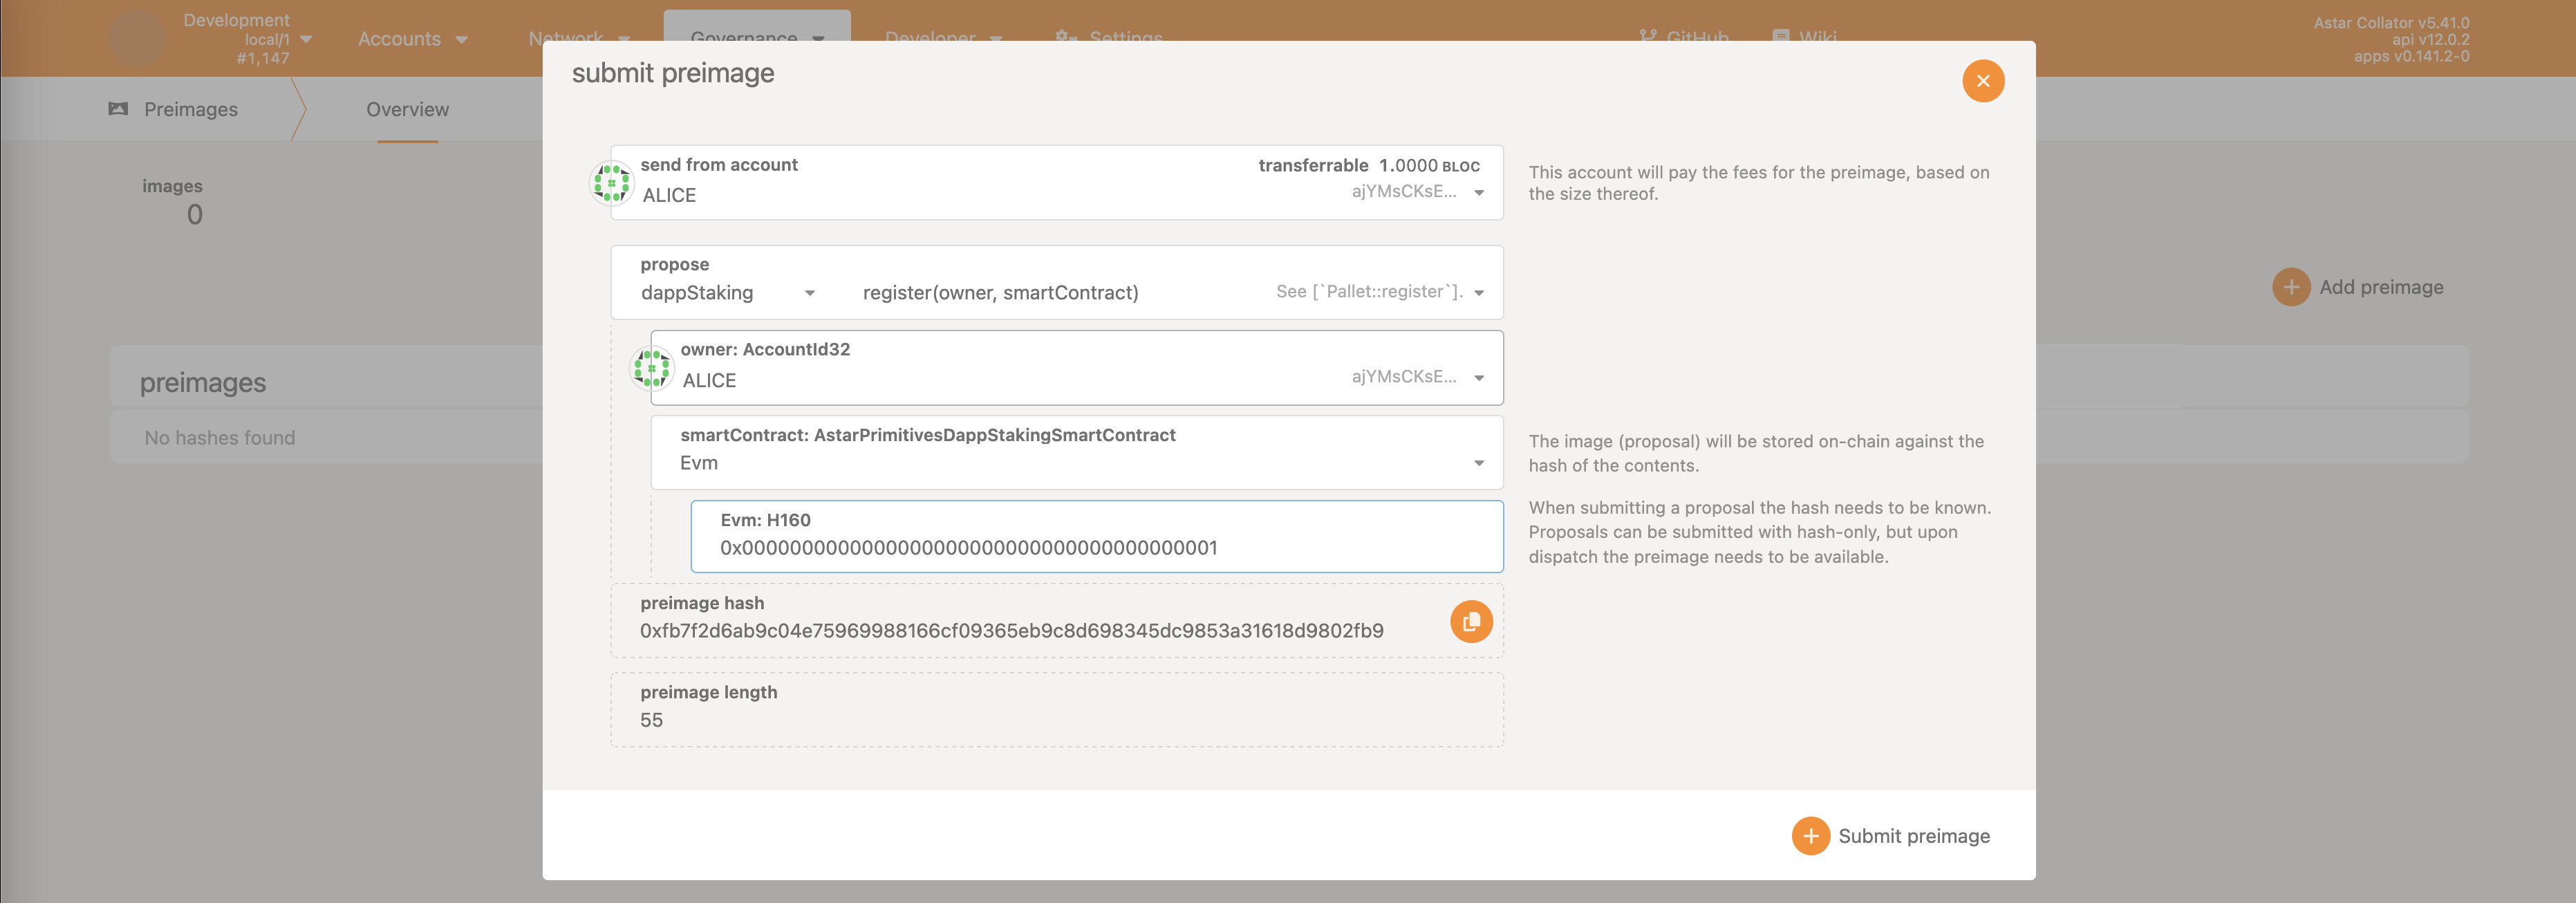 Development
local/1
#1,147
Accounts
Network
Governance
Developer
Settings
GitHub
Wiki
Astar Collator v5.41.0
api v12.0.2
apps v0.141.2-0
Preimages
Overview
images
0
Add preimage
preimages
No hashes found
submit preimage
send from account
transferrable 1.0000 BLOC
ALICE
ajYMsCKsE...
This account will pay the fees for the preimage, based on
the size thereof.
propose
dappStaking
register(owner, smartContract)
See [`Pallet::register`].
owner: AccountId32
ALICE
ajYMsCKsE...
smartContract: AstarPrimitivesDappStakingSmartContract
Evm
The image (proposal) will be stored on-chain against the
hash of the contents.
When submitting a proposal the hash needs to be known.
Proposals can be submitted with hash-only, but upon
dispatch the preimage needs to be available.
Evm: H160
0x0000000000000000000000000000000000000001
preimage hash
0xfb7f2d6ab9c04e75969988166cf09365eb9c8d698345dc9853a31618d9802fb9
preimage length
55
Submit preimage